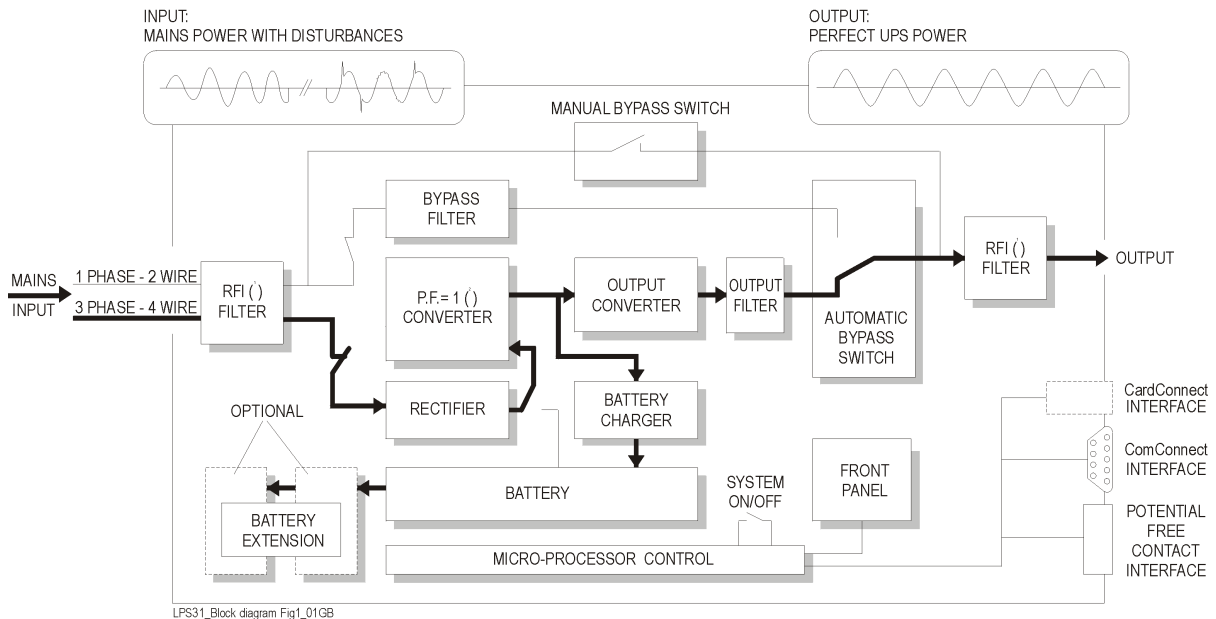 INPUT:
MAINS POWER WITH DISTURBANCES
OUTPUT:
PERFECT UPS POWER
MANUAL BYPASS SWITCH
BYPASS
FILTER
MAINS
INPUT
1 PHASE - 2 WIRE
3 PHASE - 4 WIRE
RFI (')
FILTER
P.F.= 1 (')
CONVERTER
OUTPUT
CONVERTER
OUTPUT
FILTER
AUTOMATIC
BYPASS
SWITCH
RFI (')
FILTER
OUTPUT
RECTIFIER
BATTERY
CHARGER
OPTIONAL
BATTERY
EXTENSION
BATTERY
SYSTEM
ON/OFF
FRONT
PANEL
MICRO-PROCESSOR CONTROL
CardConnect
INTERFACE
ComConnect
INTERFACE
POTENTIAL
FREE
CONTACT
INTERFACE
LPS31_Block diagram Fig1_01GB